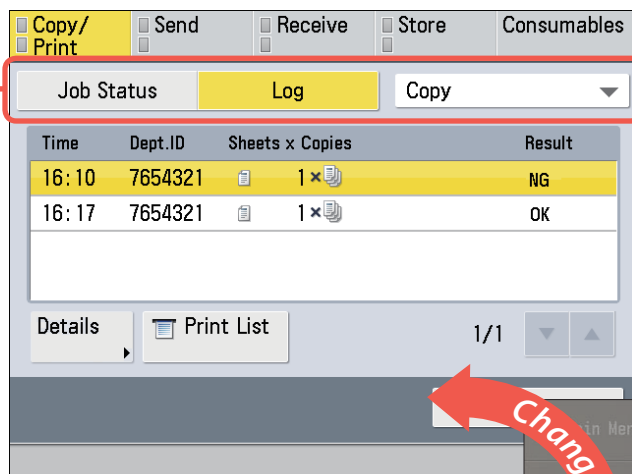 Copy/ Print Send Receive Store Consumables
Job Status Log Copy
Time Dept.ID Sheets x Copies Result
16:10 7654321 1× NG
16:17 7654321 1× OK
Details Print List 1/1